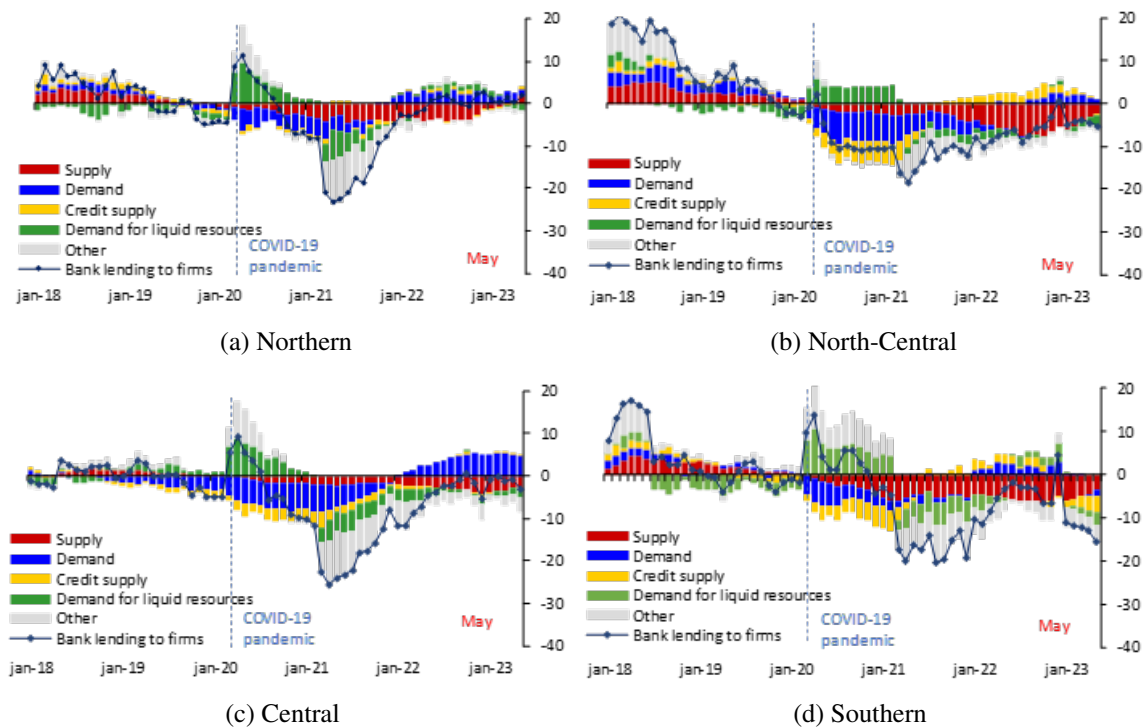 20
10
0
-10
-20
-30
-40
Supply
Demand
Credit supply
Demand for liquid resources
Other
Bank lending to firms
COVID-19
pandemic
May
jan-18 jan-19 jan-20 jan-21 jan-22 jan-23
(a) Northern
20
10
0
-10
-20
-30
-40
Supply
Demand
Credit supply
Demand for liquid resources
Other
Bank lending to firms
COVID-19
pandemic
May
jan-18 jan-19 jan-20 jan-21 jan-22 jan-23
(b) North-Central
20
10
0
-10
-20
-30
-40
Supply
Demand
Credit supply
Demand for liquid resources
Other
Bank lending to firms
COVID-19
pandemic
May
jan-18 jan-19 jan-20 jan-21 jan-22 jan-23
(c) Central
20
10
0
-10
-20
-30
-40
Supply
Demand
Credit supply
Demand for liquid resources
Other
Bank lending to firms
COVID-19
pandemic
May
jan-18 jan-19 jan-20 jan-21 jan-22 jan-23
(d) Southern